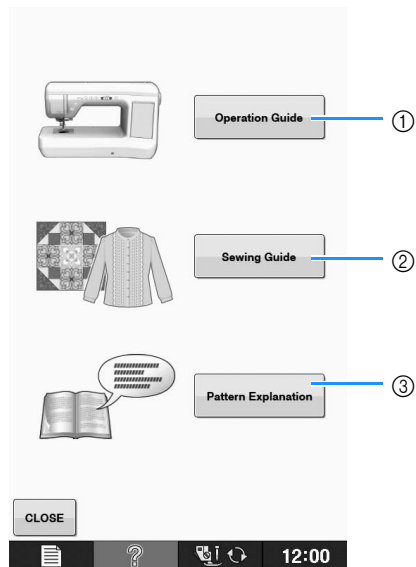 Operation Guide
①
Sewing Guide
②
Pattern Explanation
③
CLOSE
?
12:00